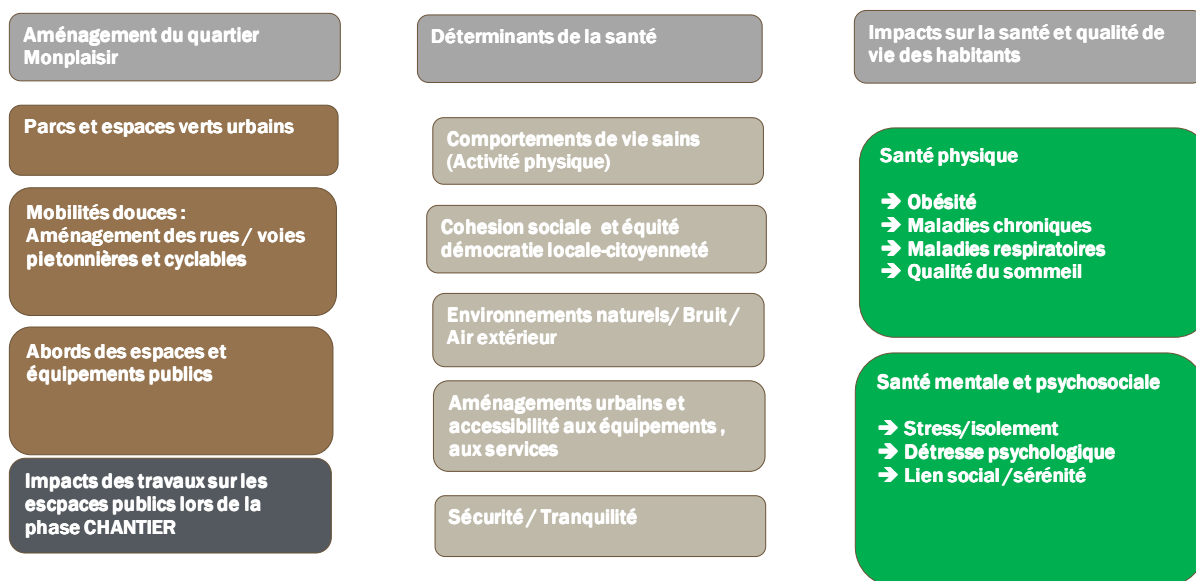 Aménagement du quartier
Monplaisir
Parcs et espaces verts urbains
Mobilités douces :
Aménagement des rues / voies
pietonnières et cyclables
Abords des espaces et
équipements publics
Impacts des travaux sur les
escpaces publics lors de la
phase CHANTIER
Déterminants de la santé
Comportements de vie sains
(Activité physique)
Cohesion sociale et équité
démocratie locale-citoyenneté
Environnements naturels/ Bruit /
Air extérieur
Aménagements urbains et
accessibilité aux équipements ,
aux services
Sécurité / Tranquilité
Impacts sur la santé et qualité de
vie des habitants
Santé physique
➔ Obésité
➔ Maladies chroniques
➔ Maladies respiratoires
➔ Qualité du sommeil
Santé mentale et psychosociale
➔ Stress/isolement
➔ Détresse psychologique
➔ Lien social /sérénité